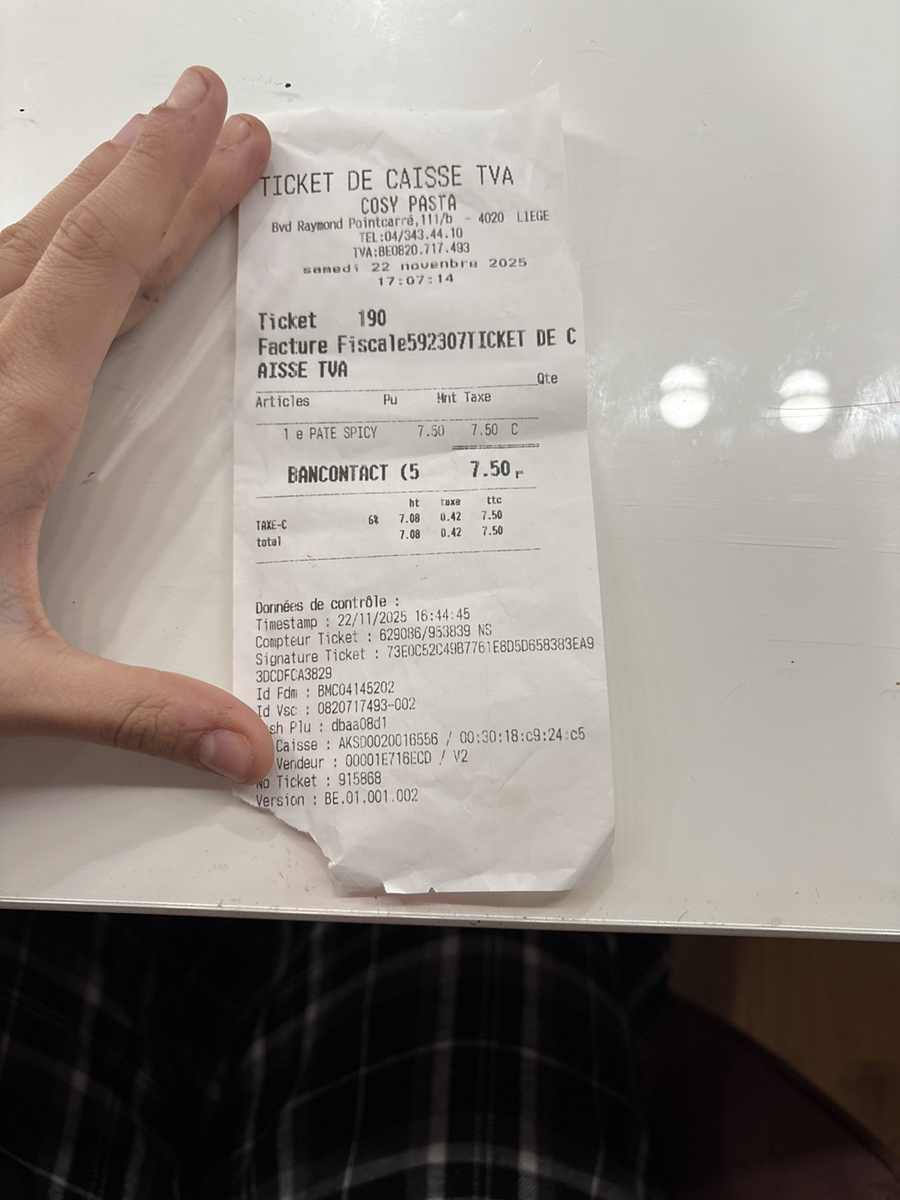 TICKET DE CAISSE TVA
COSY PASTA
Bvd Raymond Pointcarré,111/b - 4020 LIEGE
TEL:04/343.44.10
TVA:BE0820.717.493
samedi 22 novenbre 2025
17:07:14
Ticket 190
Facture Fiscale592307TICKET DE C
AISSE TVA
Qte
Articles Pu Mnt Taxe
1 e PATE SPICY 7.50 7.50 C
BANCONTACT (5 7.50
ht taxe ttc
TAXE-C 6% 7.08 0.42 7.50
total 7.08 0.42 7.50
Données de contrôle :
Timestamp : 22/11/2025 16:44:45
Compteur Ticket : 629086/953839 NS
Signature Ticket : 73E0C52C49B7761E8D5D658383EA9
3DCDFCA3829
Id Fdm : BMC04145202
Id Vsc : 0820717493-002
sh Plu : dbaa08d1
Caisse : AKSD0020016556 / 00:30:18:c9:24:c5
Vendeur : 00001E716ECD / V2
No Ticket : 915868
Version : BE.01.001.002